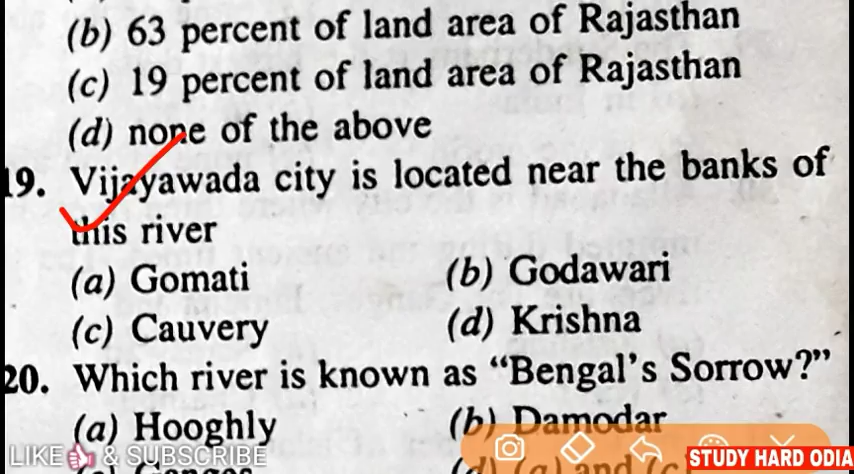 (b) 63 percent of land area of Rajasthan
(c) 19 percent of land area of Rajasthan
(d) none of the above
19. Vijayawada city is located near the banks of
this river
(a) Gomati (b) Godawari
(c) Cauvery (d) Krishna
20. Which river is known as “Bengal’s Sorrow?”
(a) Hooghly (b) Damodar
LIKE & SUBSCRIBE
(d) (a) and (c
STUDY HARD ODIA